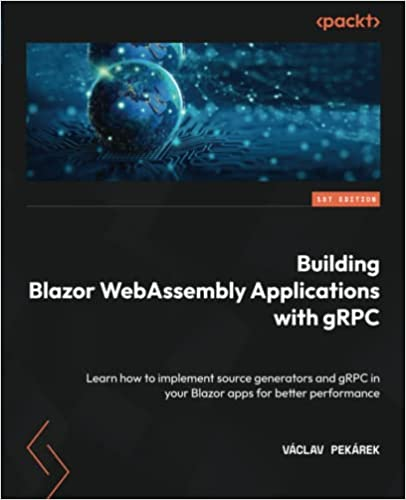 <packt>
1ST EDITION
Building
Blazor WebAssembly Applications
with gRPC
Learn how to implement source generators and gRPC in
your Blazor apps for better performance
VÁCLAV PEKÁREK